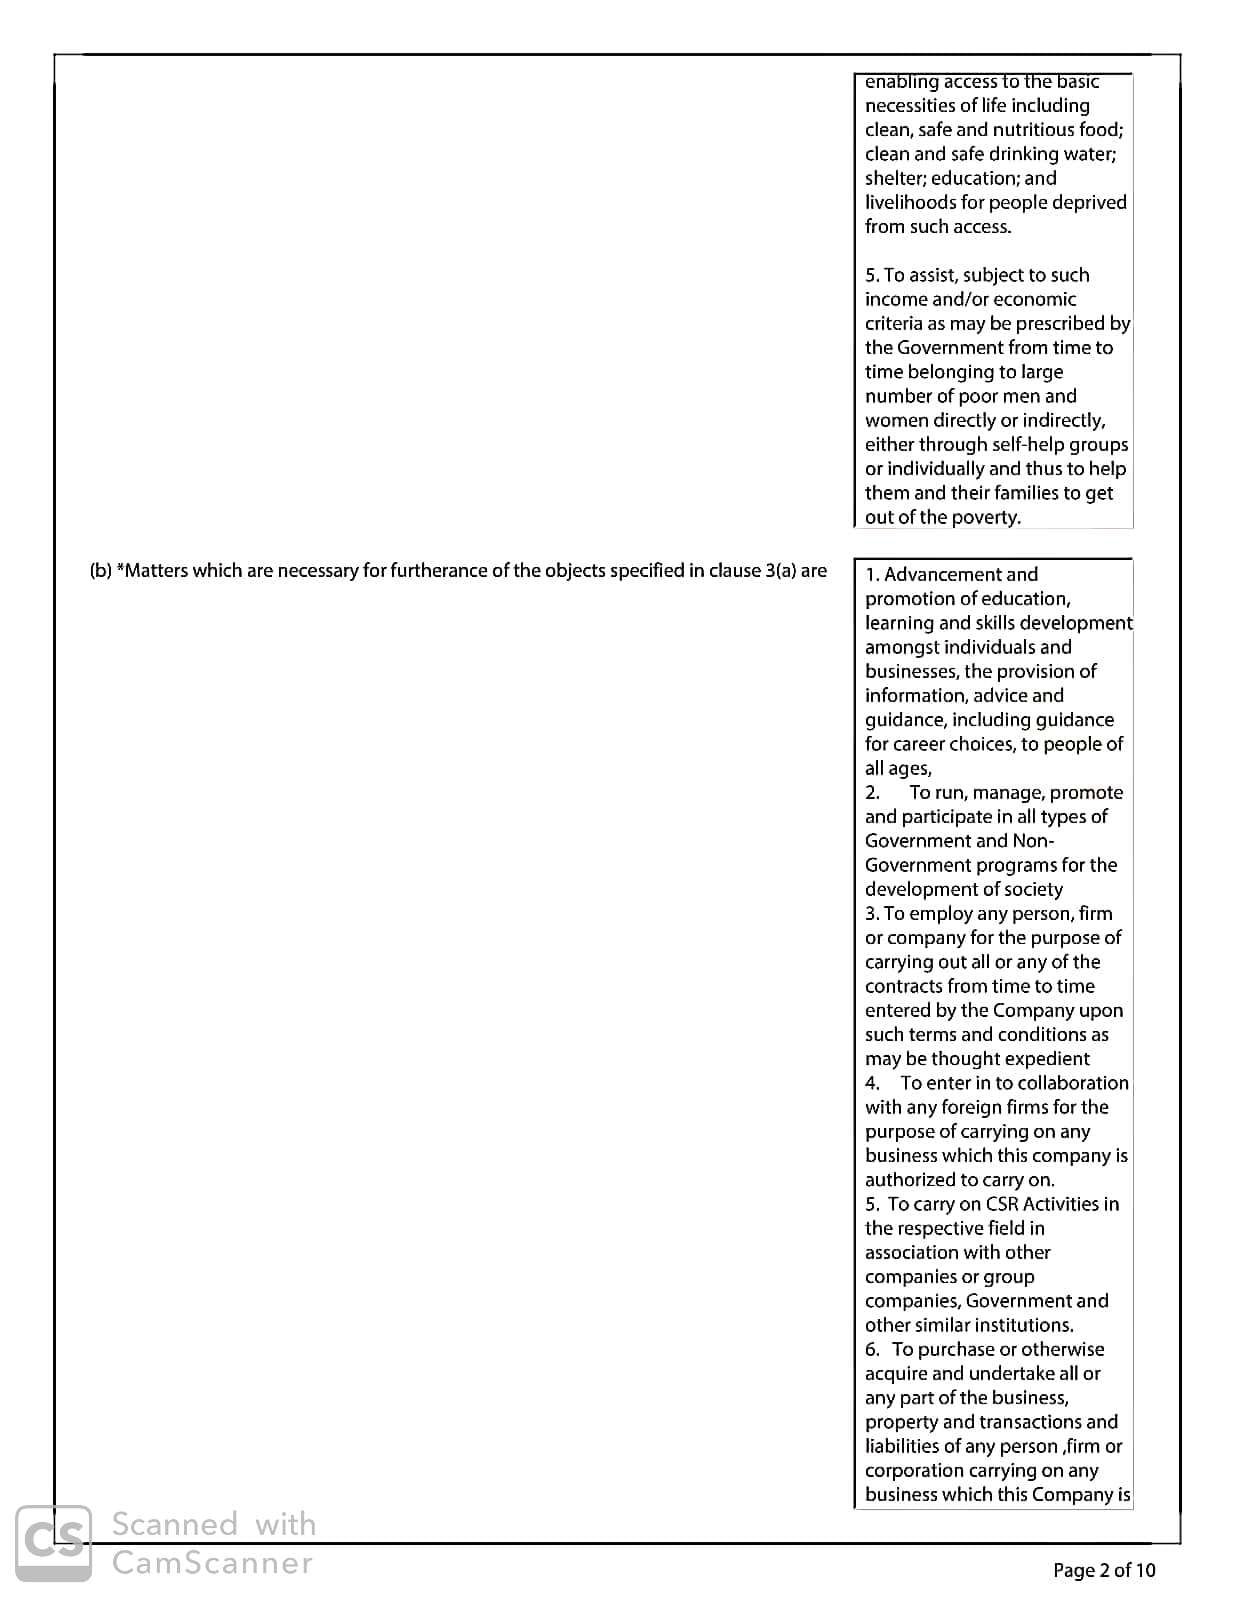 enabling access to the basic
necessities of life including
clean, safe and nutritious food;
clean and safe drinking water;
shelter; education; and
livelihoods for people deprived
from such access.
5. To assist, subject to such
income and/or economic
criteria as may be prescribed by
the Government from time to
time belonging to large
number of poor men and
women directly or indirectly,
either through self-help groups
or individually and thus to help
them and their families to get
out of the poverty.
(b) *Matters which are necessary for furtherance of the objects specified in clause 3(a) are
1. Advancement and
promotion of education,
learning and skills development
amongst individuals and
businesses, the provision of
information, advice and
guidance, including guidance
for career choices, to people of
all ages,
2. To run, manage, promote
and participate in all types of
Government and Non-
Government programs for the
development of society
3. To employ any person, firm
or company for the purpose of
carrying out all or any of the
contracts from time to time
entered by the Company upon
such terms and conditions as
may be thought expedient
4. To enter in to collaboration
with any foreign firms for the
purpose of carrying on any
business which this company is
authorized to carry on.
5. To carry on CSR Activities in
the respective field in
association with other
companies or group
companies, Government and
other similar institutions.
6. To purchase or otherwise
acquire and undertake all or
any part of the business,
property and transactions and
liabilities of any person ,firm or
corporation carrying on any
business which this Company is
CS Scanned with
CamScanner
Page 2 of 10